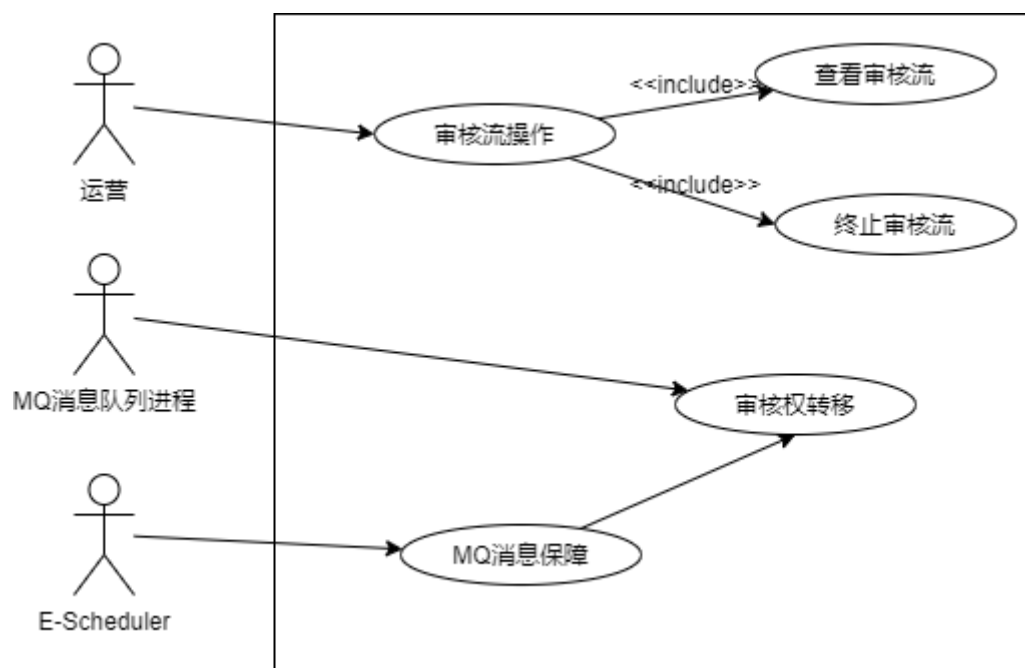 <<include>>
查看审核流
审核流操作
运营
<<include>>
终止审核流
MQ消息队列进程
审核权转移
MQ消息保障
E-Scheduler